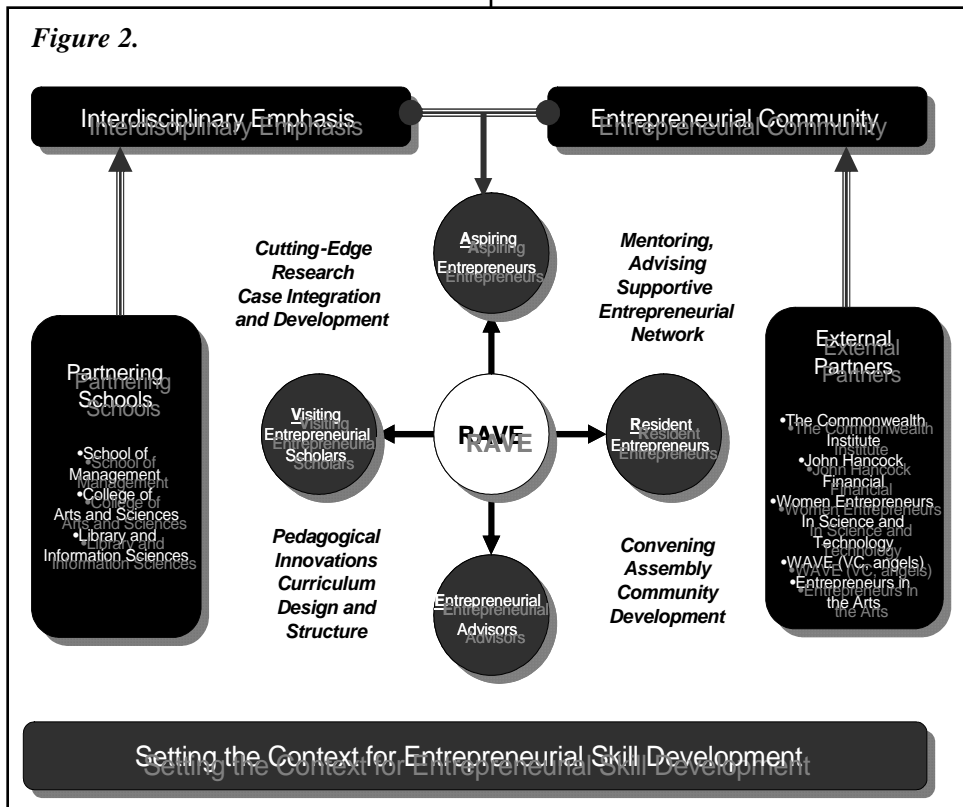 Figure 2.
Interdisciplinary Emphasis
Entrepreneurial Community
Aspiring
Entrepreneurs
Cutting-Edge
Research
Case Integration
and Development
Mentoring,
Advising
Supportive
Entrepreneurial
Network
Partnering
Schools
•School of
Management
•College of
Arts and Sciences
•Library and
Information Sciences
Visiting
Entrepreneurial
Scholars
RAVE
Resident
Entrepreneurs
External
Partners
•The Commonwealth
Institute
•John Hancock
Financial
•Women Entrepreneurs
In Science and
Technology
•WAVE (VC, angels)
•Entrepreneurs in
the Arts
Pedagogical
Innovations
Curriculum
Design and
Structure
Entrepreneurial
Advisors
Convening
Assembly
Community
Development
Setting the Context for Entrepreneurial Skill Development